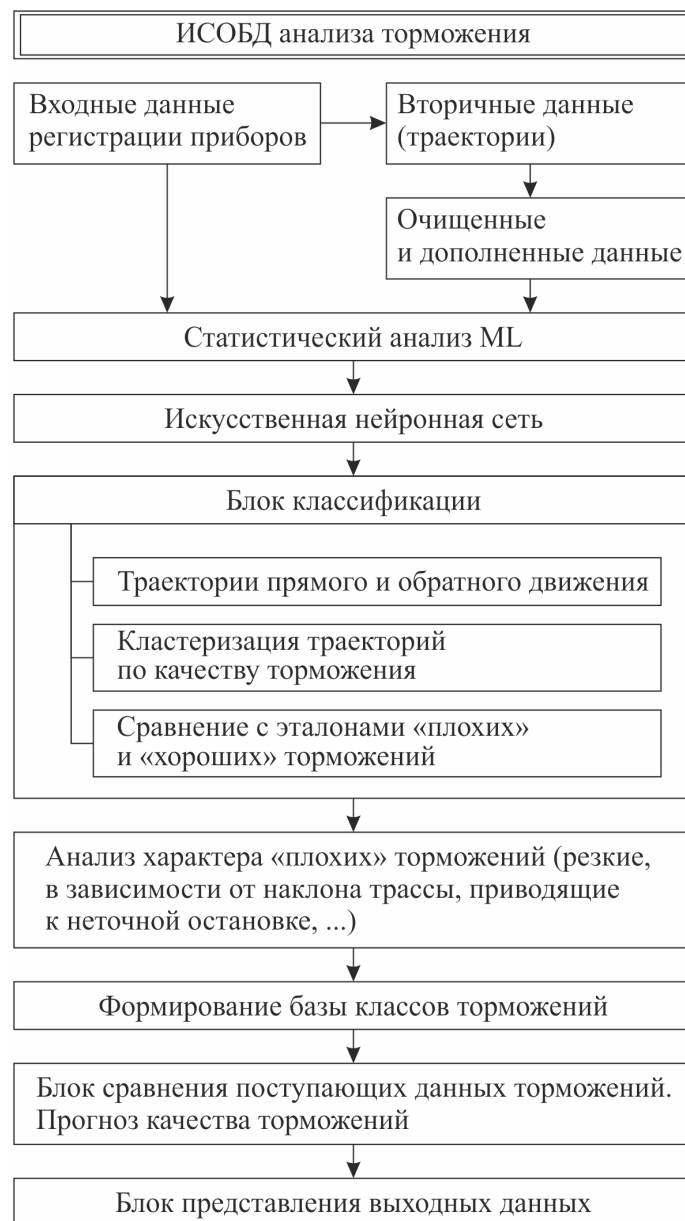 ИСОБД анализа торможения
Входные данные
регистрации приборов
Вторичные данные
(траектории)
Очищенные
и дополненные данные
Статистический анализ ML
Искусственная нейронная сеть
Блок классификации
Траектории прямого и обратного движения
Кластеризация траекторий
по качеству торможения
Сравнение с эталонами «плохих»
и «хороших» торможений
Анализ характера «плохих» торможений (резкие,
в зависимости от наклона трассы, приводящие
к неточной остановке, ...)
Формирование базы классов торможений
Блок сравнения поступающих данных торможений.
Прогноз качества торможений
Блок представления выходных данных